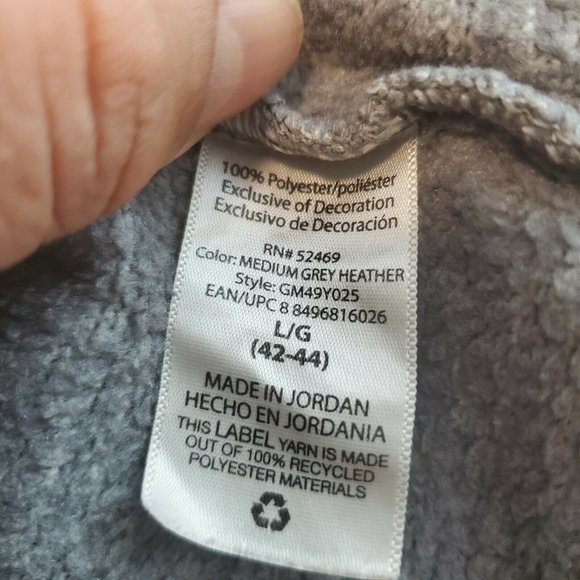 100% Polyester/poliéster
Exclusive of Decoration
Exclusivo de Decoración
RN# 52469
Color: MEDIUM GREY HEATHER
Style: GM49Y025
EAN/UPC 8 8496816026
L/G
(42-44)
MADE IN JORDAN
HECHO EN JORDANIA
THIS LABEL YARN IS MADE
OUT OF 100% RECYCLED
POLYESTER MATERIALS